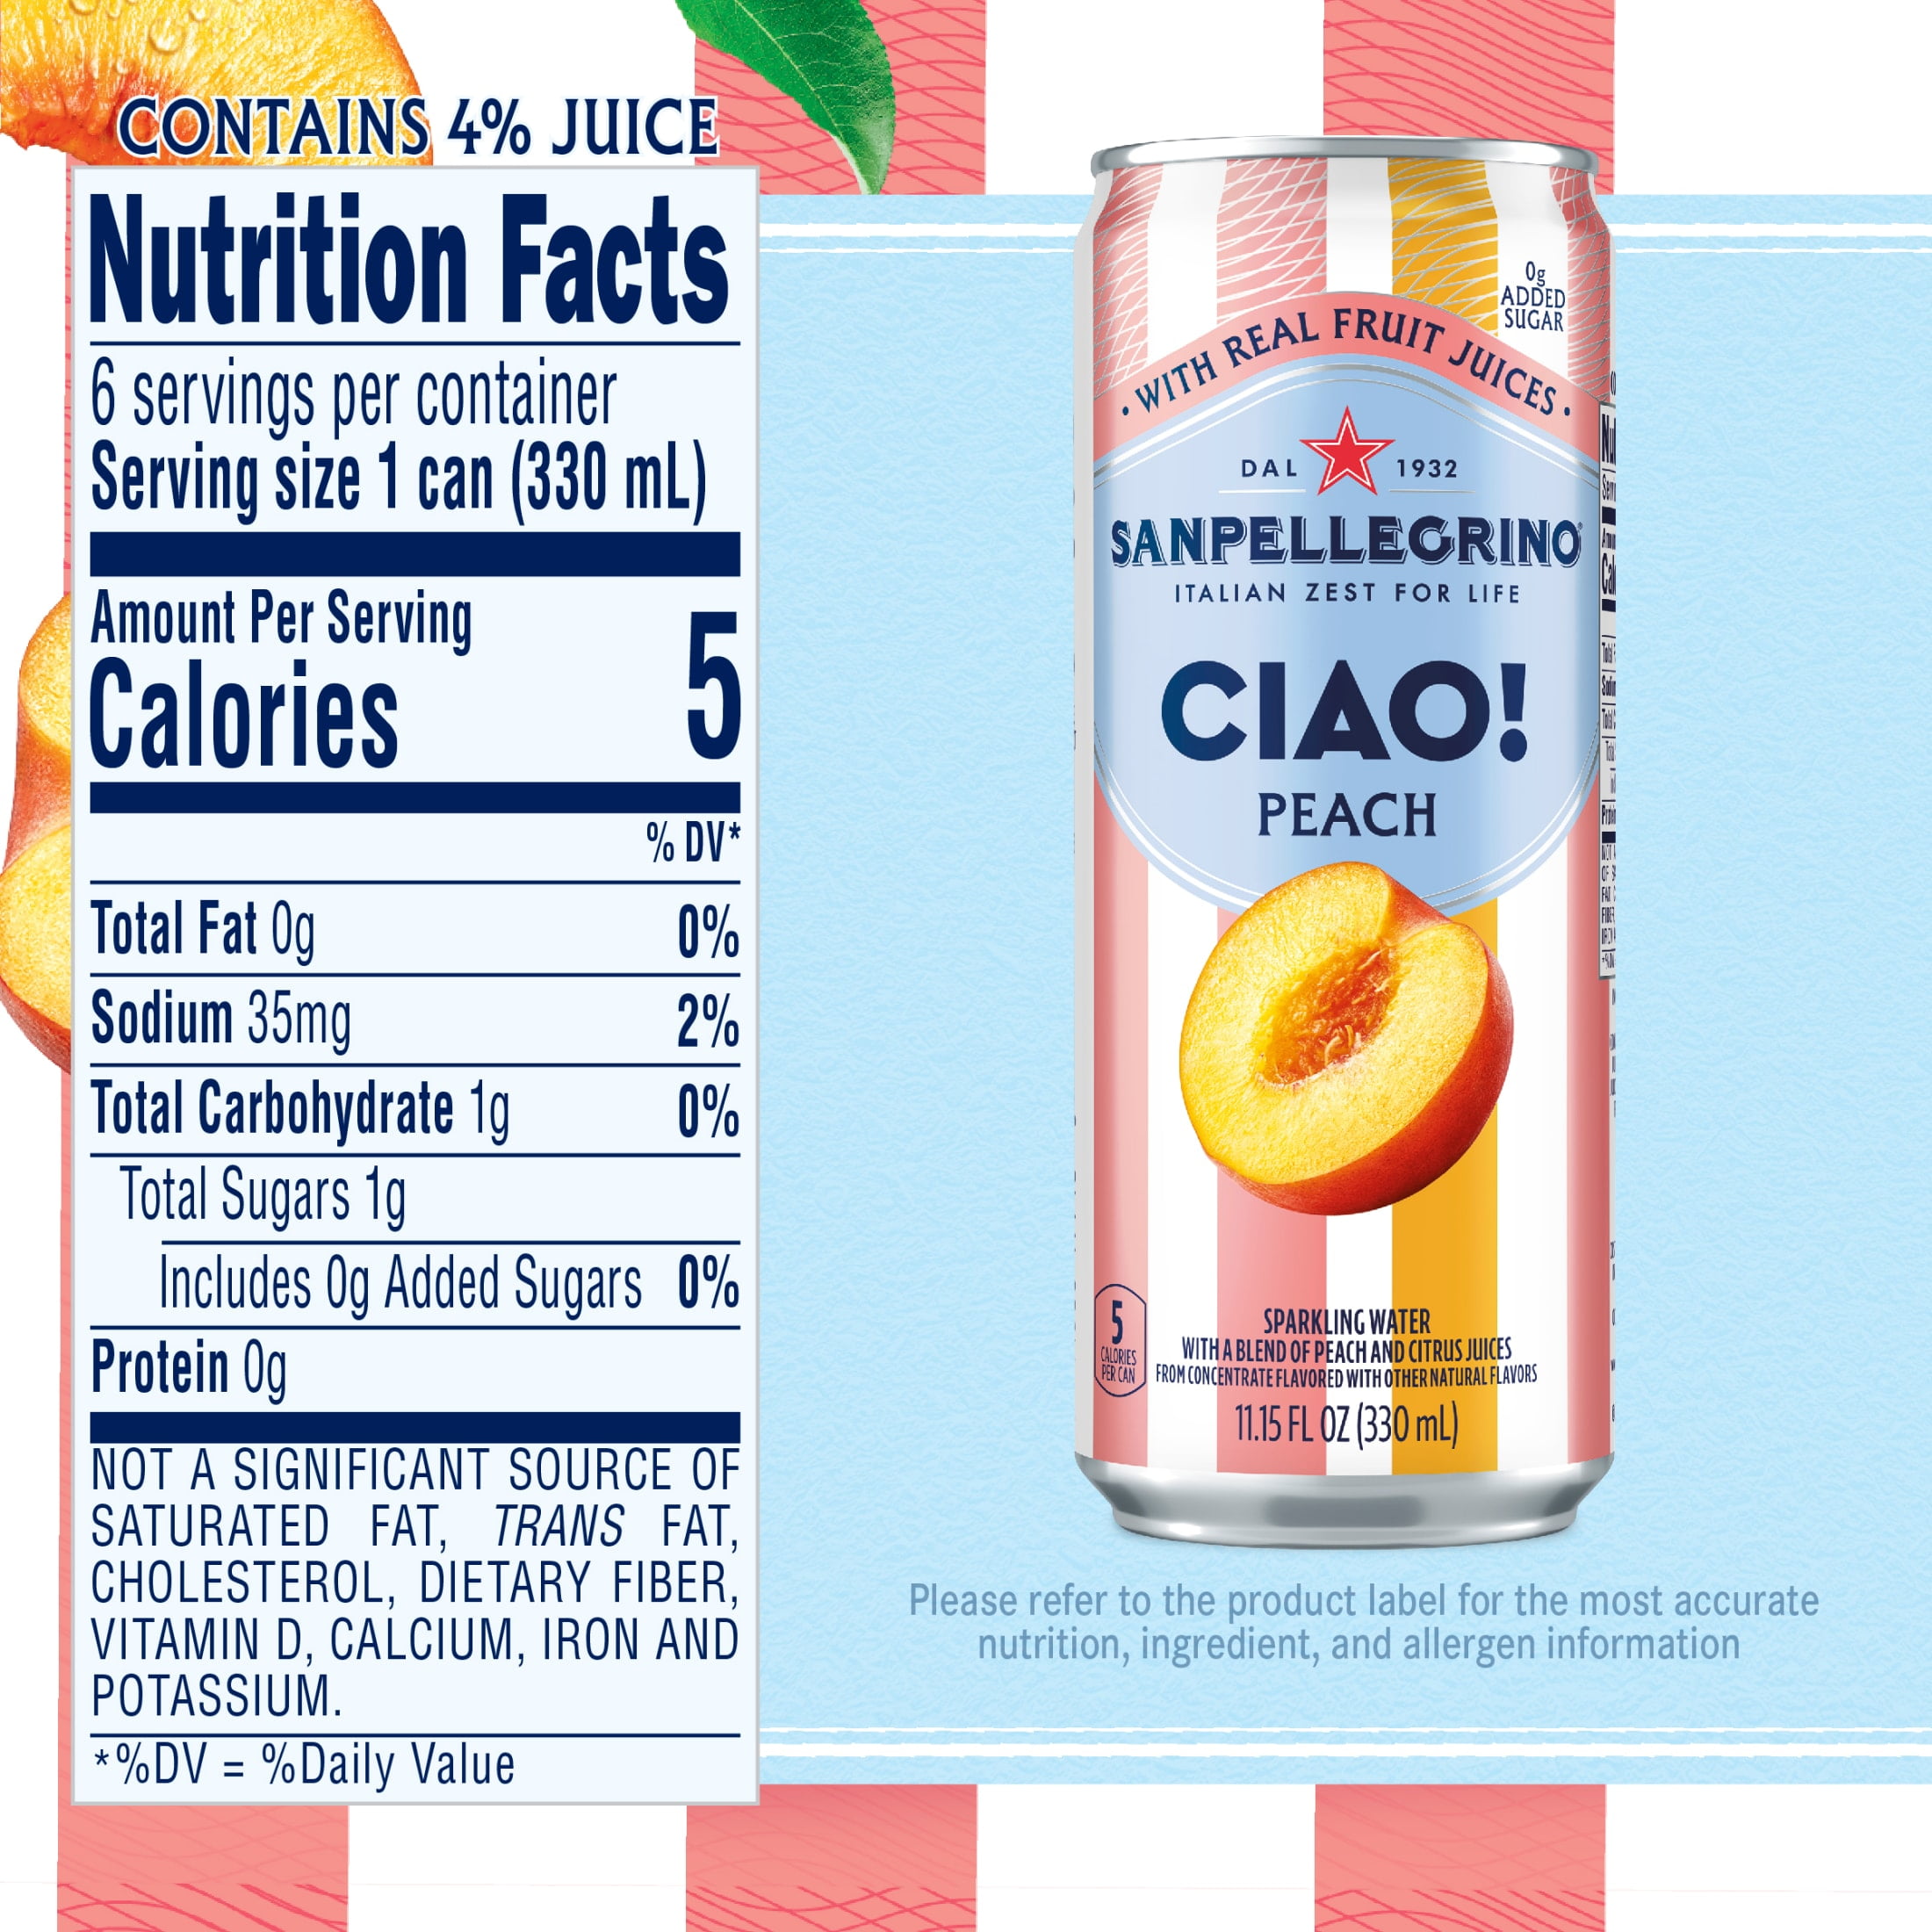 CONTAINS 4% JUICE
Nutrition Facts
6 servings per container
Serving size 1 can (330 mL)
Amount Per Serving
Calories 5
% DV*
Total Fat 0g 0%
Sodium 35mg 2%
Total Carbohydrate 1g 0%
Total Sugars 1g
Includes 0g Added Sugars 0%
Protein 0g
NOT A SIGNIFICANT SOURCE OF
SATURATED FAT, TRANS FAT,
CHOLESTEROL, DIETARY FIBER,
VITAMIN D, CALCIUM, IRON AND
POTASSIUM.
*%DV = %Daily Value
0g
ADDED
SUGAR
• WITH REAL FRUIT JUICES •
DAL 1932
SANPELLEGRINO®
ITALIAN ZEST FOR LIFE
CIAO!
PEACH
5
CALORIES
PER CAN
SPARKLING WATER
WITH A BLEND OF PEACH AND CITRUS JUICES
FROM CONCENTRATE FLAVORED WITH OTHER NATURAL FLAVORS
11.15 FL OZ (330 mL)
Please refer to the product label for the most accurate
nutrition, ingredient, and allergen information